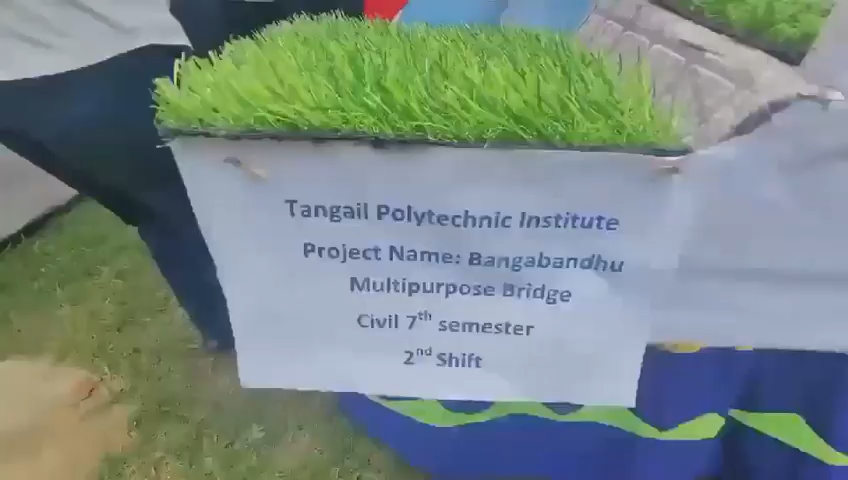 Tangail Polytechnic Institute
Project Name: Bangabandhu
Multipurpose Bridge
Civil 7th semester
2nd Shift